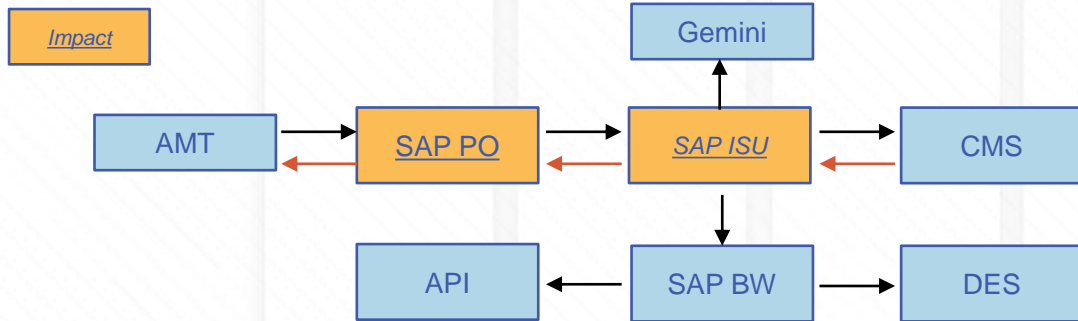 Impact
Gemini
AMT
SAP PO
SAP ISU
CMS
API
SAP BW
DES